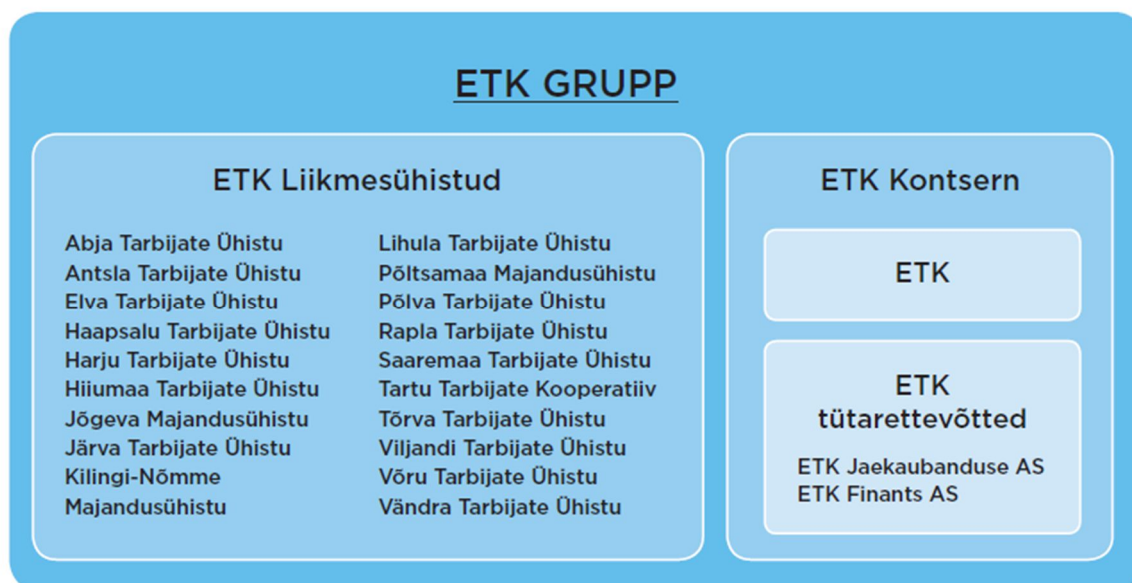 ETK GRUPP
ETK Liikmesühistud
Abja Tarbijate Ühistu
Antsla Tarbijate Ühistu
Elva Tarbijate Ühistu
Haapsalu Tarbijate Ühistu
Harju Tarbijate Ühistu
Hiiumaa Tarbijate Ühistu
Jõgeva Majandusühistu
Järva Tarbijate Ühistu
Kilingi-Nõmme
Majandusühistu
Lihula Tarbijate Ühistu
Põltsamaa Majandusühistu
Põlva Tarbijate Ühistu
Rapla Tarbijate Ühistu
Saaremaa Tarbijate Ühistu
Tartu Tarbijate Kooperatiiv
Tõrva Tarbijate Ühistu
Viljandi Tarbijate Ühistu
Võru Tarbijate Ühistu
Vändra Tarbijate Ühistu
ETK Kontsern
ETK
ETK
tütarettevõtted
ETK Jaekaubanduse AS
ETK Finants AS